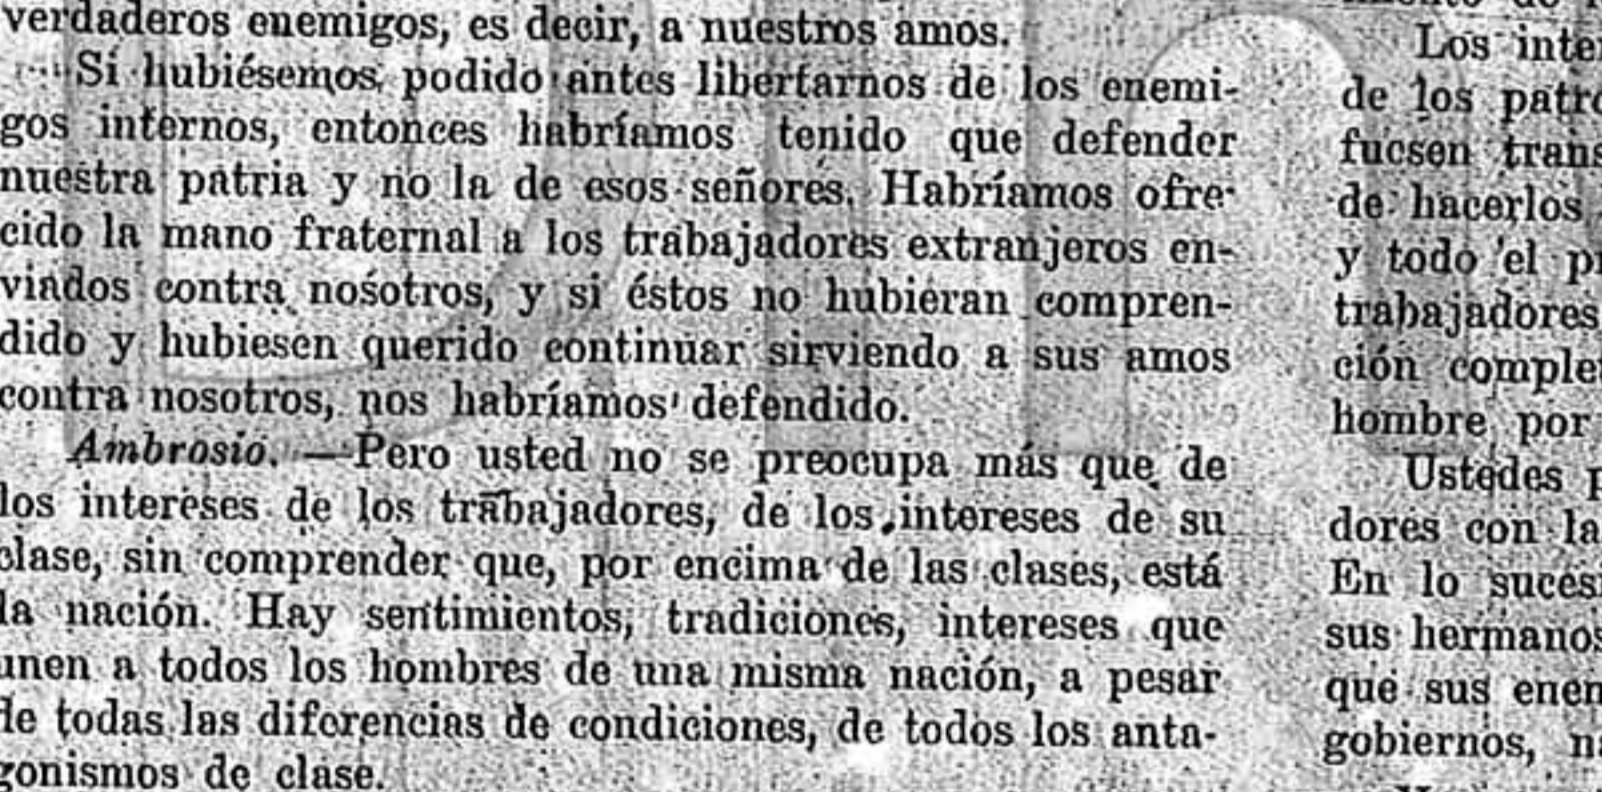 verdaderos enemigos, es decir, a nuestros amos.
Si hubiésemos podido antes libertarnos de los enemi-
gos internos, entonces habríamos tenido que defender
nuestra patria y no la de esos señores. Habríamos ofre-
cido la mano fraternal a los trabajadores extranjeros en-
viados contra nosotros, y si éstos no hubieran compren-
dido y hubiesen querido continuar sirviendo a sus amos
contra nosotros, nos habríamos defendido.
Ambrosio. —Pero usted no se preocupa más que de
los intereses de los trabajadores, de los intereses de su
clase, sin comprender que, por encima de las clases, está
la nación. Hay sentimientos, tradiciones, intereses que
unen a todos los hombres de una misma nación, a pesar
de todas las diferencias de condiciones, de todos los anta-
gonismos de clase.
Los inte
de los patro
fuesen trans
de hacerlos
y todo el p
trabajadores
ción complet
hombre por
Ustedes p
dores con la
En lo sucesi
sus hermanos
que sus enem
gobiernos, n